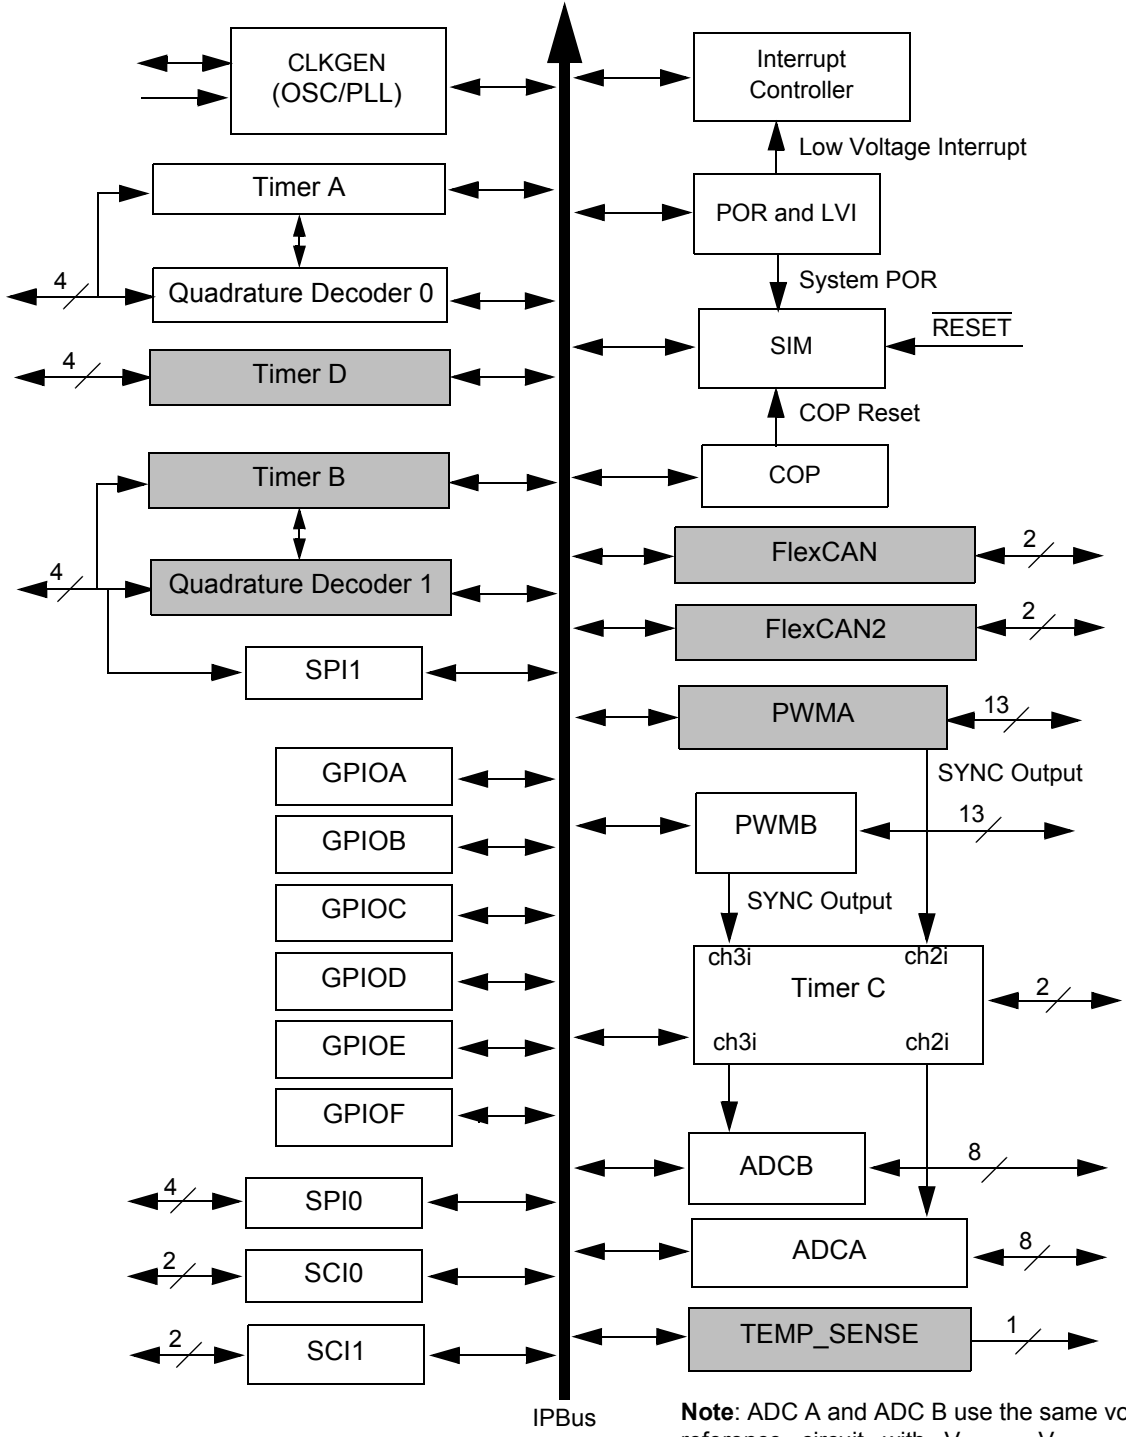 CLKGEN
(OSC/PLL)
Timer A
4
Quadrature Decoder 0
4
Timer D
Timer B
4
Quadrature Decoder 1
SPI1
GPIOA
GPIOB
GPIOC
GPIOD
GPIOE
GPIOF
4
SPI0
2
SCI0
2
SCI1
IPBus
Interrupt
Controller
Low Voltage Interrupt
POR and LVI
System POR
SIM
RESET
COP Reset
COP
FlexCAN
2
FlexCAN2
2
PWMA
13
SYNC Output
PWMB
13
SYNC Output
ch3i
ch2i
Timer C
2
ch3i
ch2i
ADCB
8
ADCA
8
TEMP_SENSE
1
Note: ADC A and ADC B use the same
reference circuit with V V